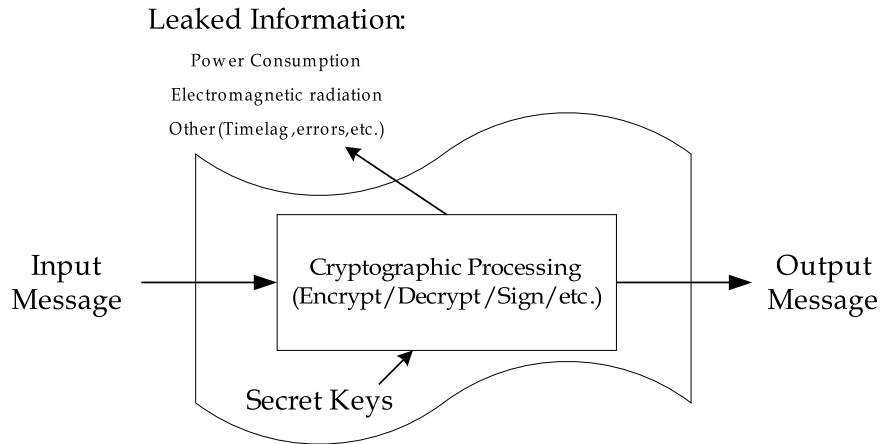 Leaked Information:
Power Consumption
Electromagnetic radiation
Other(Timelag,errors,etc.)
Input
Message
Cryptographic Processing
(Encrypt/Decrypt/Sign/etc.)
Output
Message
Secret Keys